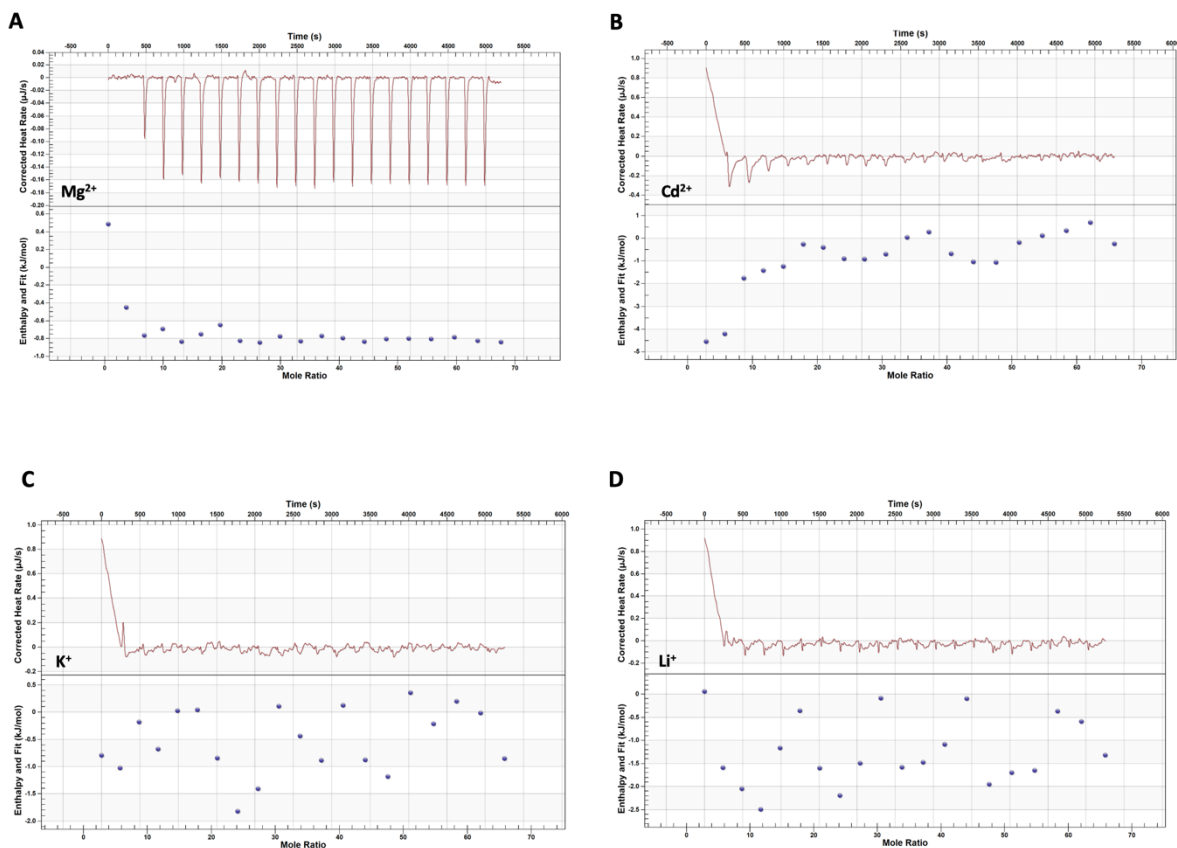 A
Time (s)
-500 0 500 1000 1500 2000 2500 3000 3500 4000 4500 5000 5500
Corrected Heat Rate (µJ/s)
0.04
0.02
0
-0.02
-0.04
-0.06
-0.08
-0.10
-0.12
-0.14
-0.16
-0.18
-0.20
Mg²⁺
Enthalpy and Fit (kJ/mol)
0.6
0.4
0.2
0
-0.2
-0.4
-0.6
-0.8
-1.0
0 10 20 30 40 50 60 70
Mole Ratio
B
Time (s)
-500 0 500 1000 1500 2000 2500 3000 3500 4000 4500 5000 5500 6000
Corrected Heat Rate (µJ/s)
1.0
0.8
0.6
0.4
0.2
0
-0.2
-0.4
Cd²⁺
Enthalpy and Fit (kJ/mol)
1
0
-1
-2
-3
-4
-5
0 10 20 30 40 50 60 70
Mole Ratio
C
Time (s)
-500 0 500 1000 1500 2000 2500 3000 3500 4000 4500 5000 5500 6000
Corrected Heat Rate (µJ/s)
1.0
0.8
0.6
0.4
0.2
0
-0.2
K⁺
Enthalpy and Fit (kJ/mol)
0.5
0
-0.5
-1.0
-1.5
-2.0
0 10 20 30 40 50 60 70
Mole Ratio
D
Time (s)
-500 0 500 1000 1500 2000 2500 3000 3500 4000 4500 5000 5500 6000
Corrected Heat Rate (µJ/s)
1.0
0.8
0.6
0.4
0.2
0
-0.2
Li⁺
Enthalpy and Fit (kJ/mol)
0
-0.5
-1.0
-1.5
-2.0
-2.5
0 10 20 30 40 50 60 70
Mole Ratio